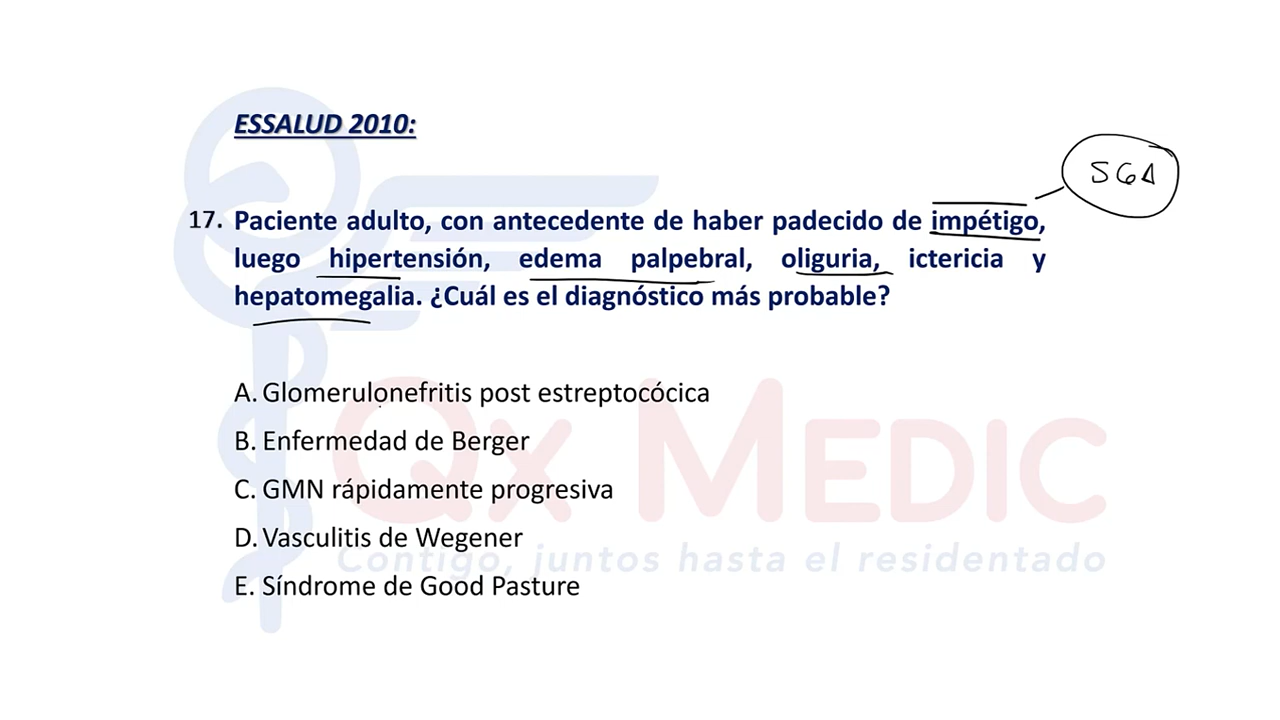 ESSALUD 2010:
SGA
17. Paciente adulto, con antecedente de haber padecido de impétigo,
luego hipertensión, edema palpebral, oliguria, ictericia y
hepatomegalia. ¿Cuál es el diagnóstico más probable?
A. Glomerulonefritis post estreptocócica
B. Enfermedad de Berger
C. GMN rápidamente progresiva
D. Vasculitis de Wegener
E. Síndrome de Good Pasture
QX MEDIC
Contigo, juntos hasta el residentado